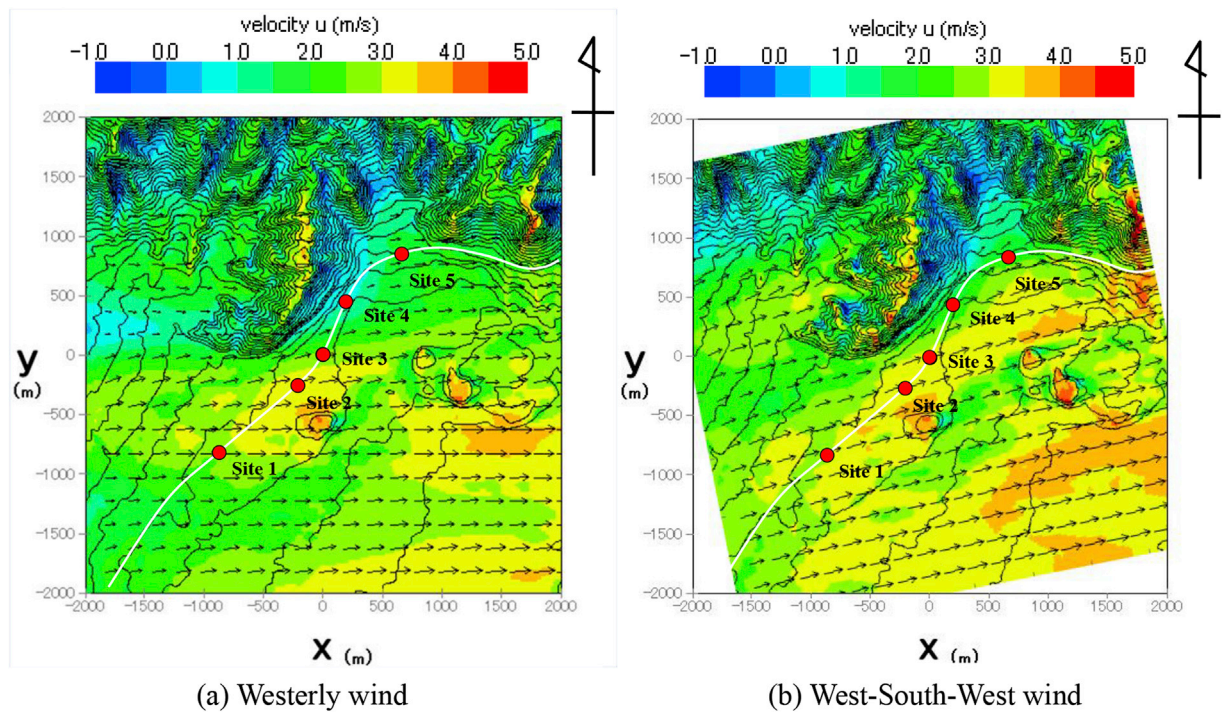 velocity u (m/s)
-1.0 0.0 1.0 2.0 3.0 4.0 5.0
2000
1500
1000
500
0
-500
-1000
-1500
-2000
y
(m)
Site 5
Site 4
Site 3
Site 2
Site 1
-2000 -1500 -1000 -500 0 500 1000 1500 2000
x (m)
(a) Westerly wind
velocity u (m/s)
-1.0 0.0 1.0 2.0 3.0 4.0 5.0
2000
1500
1000
500
0
-500
-1000
-1500
-2000
y
(m)
Site 5
Site 4
Site 3
Site 2
Site 1
-2000 -1500 -1000 -500 0 500 1000 1500 2000
x (m)
(b) West-South-West wind